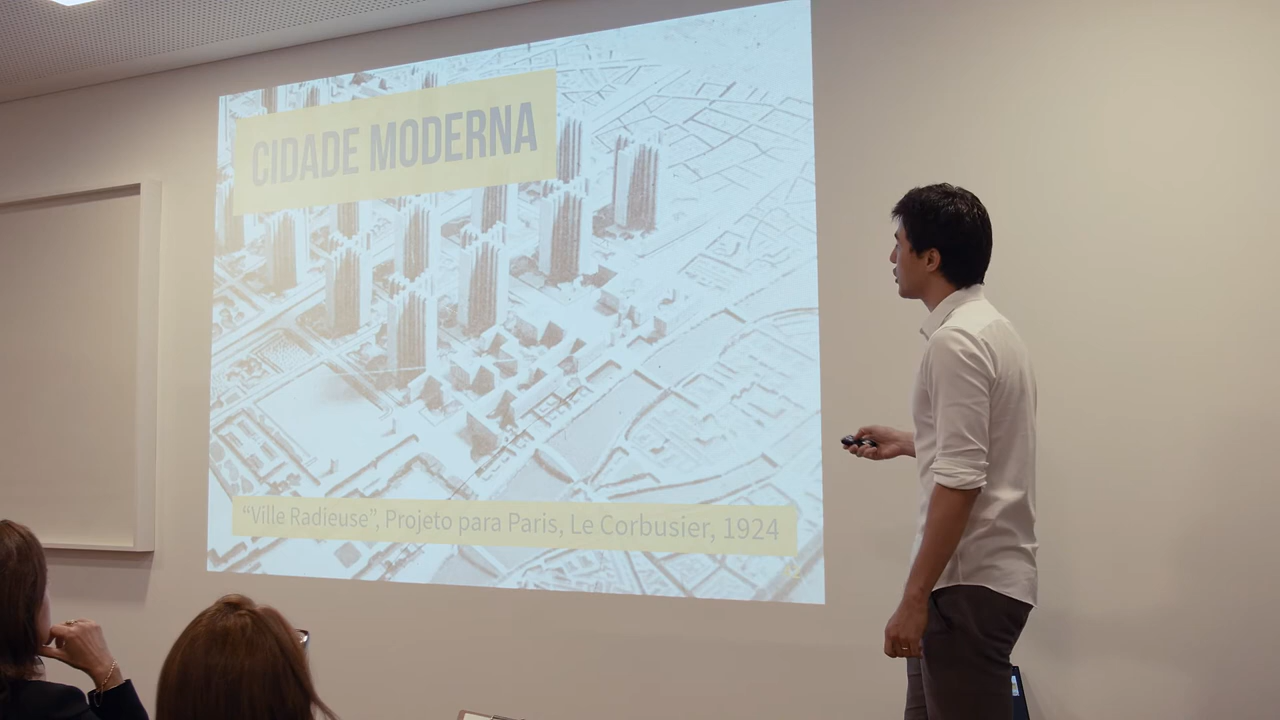 CIDADE MODERNA
“Ville Radieuse”, Projeto para Paris, Le Corbusier, 1924